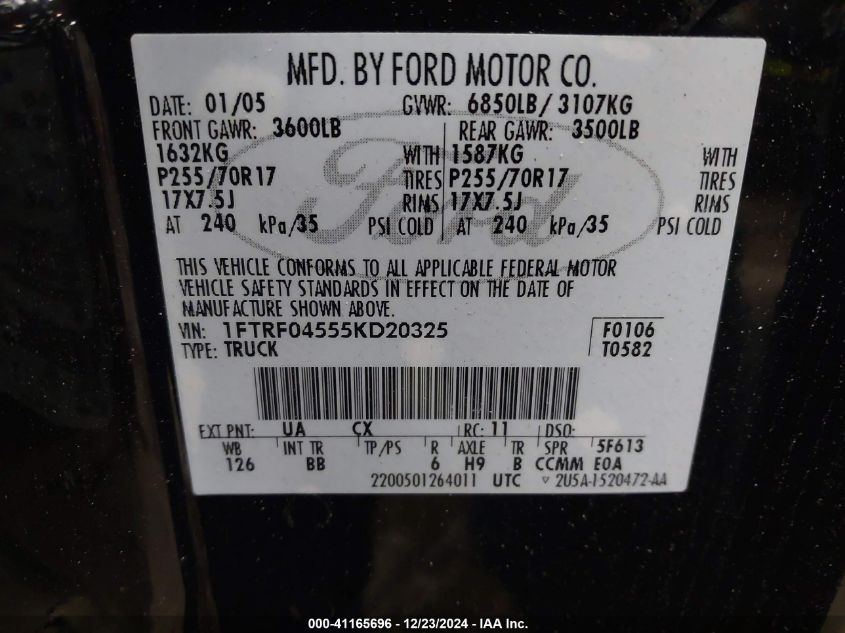 MFD. BY FORD MOTOR CO.
DATE: 01/05 GVWR: 6850LB/ 3107KG
FRONT GAWR: 3600LB REAR GAWR: 3500LB
1632KG WITH 1587KG WITH
P255/70R17 TIRES P255/70R17 TIRES
17X7.5J RIMS 17X7.5J RIMS
AT 240 kPa/35 PSI COLD AT 240 kPa/35 PSI COLD
Ford
THIS VEHICLE CONFORMS TO ALL APPLICABLE FEDERAL MOTOR
VEHICLE SAFETY STANDARDS IN EFFECT ON THE DATE OF
MANUFACTURE SHOWN ABOVE.
VIN: 1FTRF04555KD20325 F0106
TYPE: TRUCK T0582
EXT PNT: UA CX RC: 11 DSO:
WB INT TR TP/PS R AXLE TR SPR 5F613
126 BB 6 H9 B CCMM EOA
2200501264011 UTC ▽ 2U5A-1520472-AA
000-41165696 - 12/23/2024 - IAA Inc.